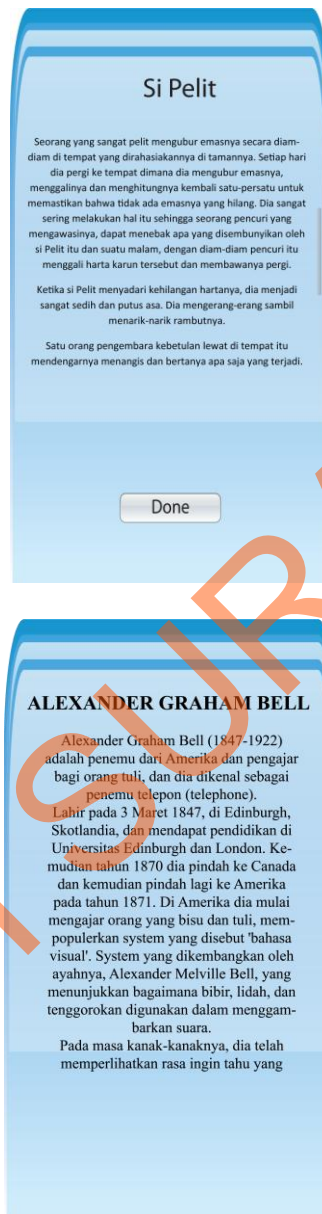 Si Pelit
Seorang yang sangat pelit mengubur emasnya secara diam-
diam di tempat yang dirahasiakannya di tamannya. Setiap hari
dia pergi ke tempat dimana dia mengubur emasnya,
menggalinya dan menghitungnya kembali satu-persatu untuk
memastikan bahwa tidak ada emasnya yang hilang. Dia sangat
sering melakukan hal itu sehingga seorang pencuri yang
mengawasinya, dapat menebak apa yang disembunyikan oleh
si Pelit itu dan suatu malam, dengan diam-diam pencuri itu
menggali harta karun tersebut dan membawanya pergi.
Ketika si Pelit menyadari kehilangan hartanya, dia menjadi
sangat sedih dan putus asa. Dia mengerang-erang sambil
menarik-narik rambutnya.
Satu orang pengembara kebetulan lewat di tempat itu
mendengarnya menangis dan bertanya apa saja yang terjadi.
Done
ALEXANDER GRAHAM BELL
Alexander Graham Bell (1847-1922)
adalah penemu dari Amerika dan pengajar
bagi orang tuli, dan dia dikenal sebagai
penemu telepon (telephone).
Lahir pada 3 Maret 1847, di Edinburgh,
Skotlandia, dan mendapat pendidikan di
Universitas Edinburgh dan London. Ke-
mudian tahun 1870 dia pindah ke Canada
dan kemudian pindah lagi ke Amerika
pada tahun 1871. Di Amerika dia mulai
mengajar orang yang bisu dan tuli, mem-
populerkan system yang disebut 'bahasa
visual'. System yang dikembangkan oleh
ayahnya, Alexander Melville Bell, yang
menunjukkan bagaimana bibir, lidah, dan
tenggorokan digunakan dalam menggam-
barkan suara.
Pada masa kanak-kanaknya, dia telah
memperlihatkan rasa ingin tahu yang